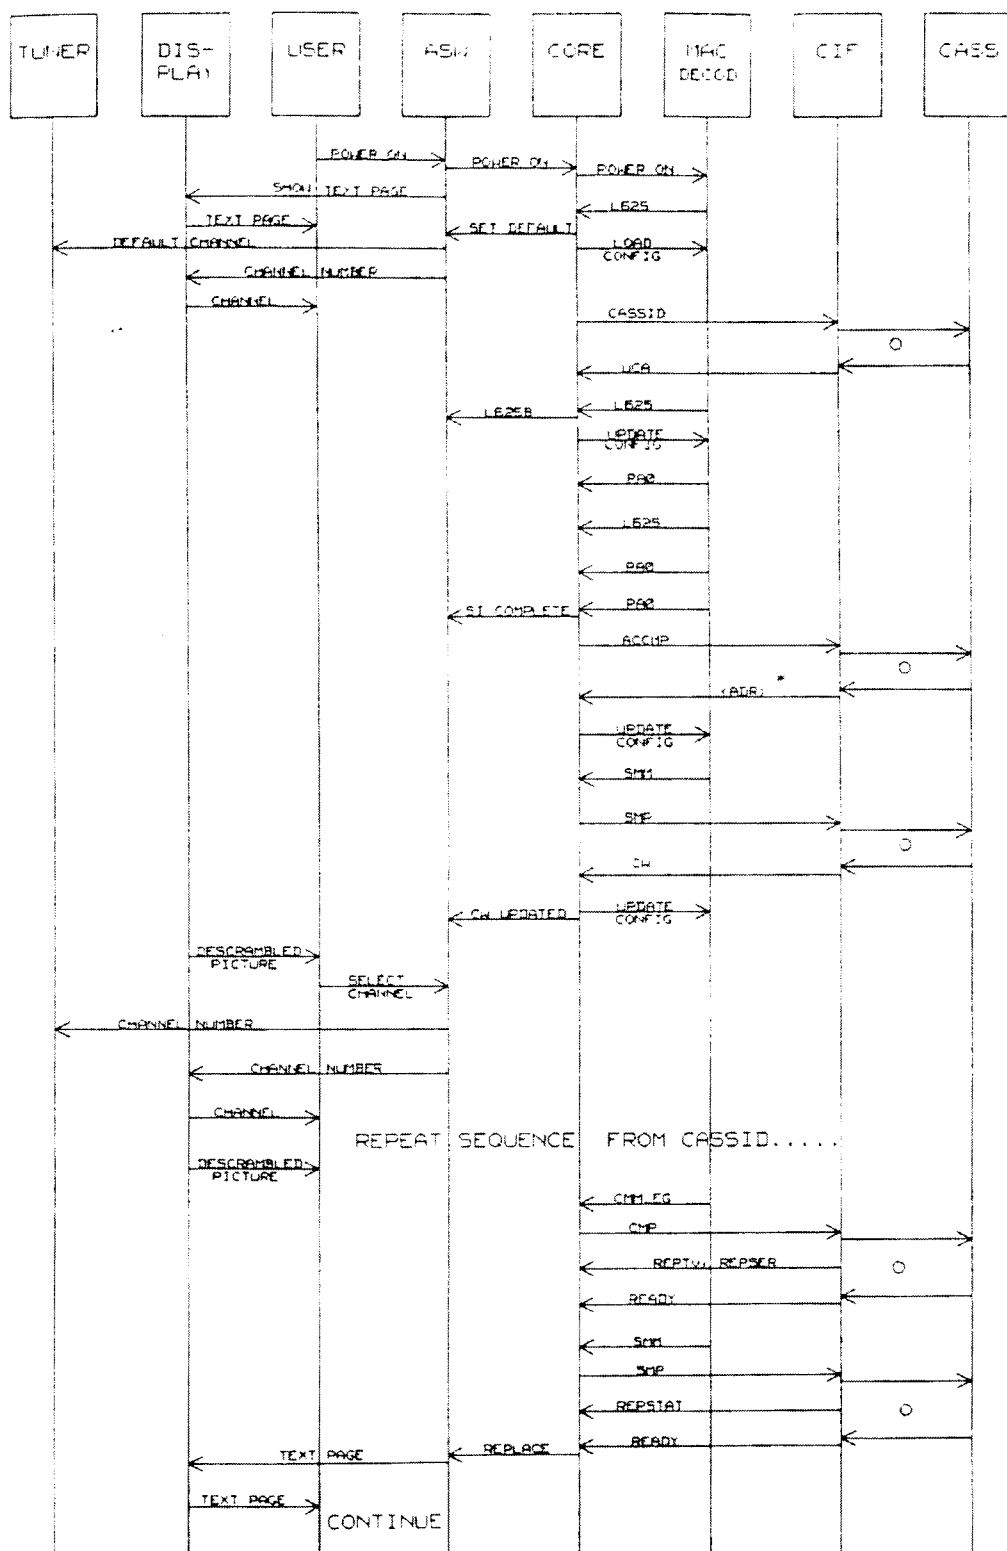 TUNER
DIS-
PLAY
USER
ASW
CORE
MAC
DECOD
CIF
CASS
POWER ON
POWER ON
POWER ON
SHOW TEXT PAGE
L625
TEXT PAGE
SET DEFAULT
DEFAULT CHANNEL
LOAD
CONFIG
CHANNEL NUMBER
CHANNEL
CASSID
UCA
L625
L625B
UPDATE
CONFIG
PA0
L625
PA0
PA0
SI COMPLETE
ACCMP
(ADR) *
UPDATE
CONFIG
SMM
SMP
CW
CW UPDATED
UPDATE
CONFIG
DESCRAMBLED
PICTURE
SELECT
CHANNEL
CHANNEL NUMBER
CHANNEL NUMBER
CHANNEL
REPEAT SEQUENCE FROM CASSID.....
DESCRAMBLED
PICTURE
CMM,EG
CMP
REPTV, REPSER
READY
SMM
SMP
REPSTAT
READY
REPLACE
TEXT PAGE
TEXT PAGE
CONTINUE